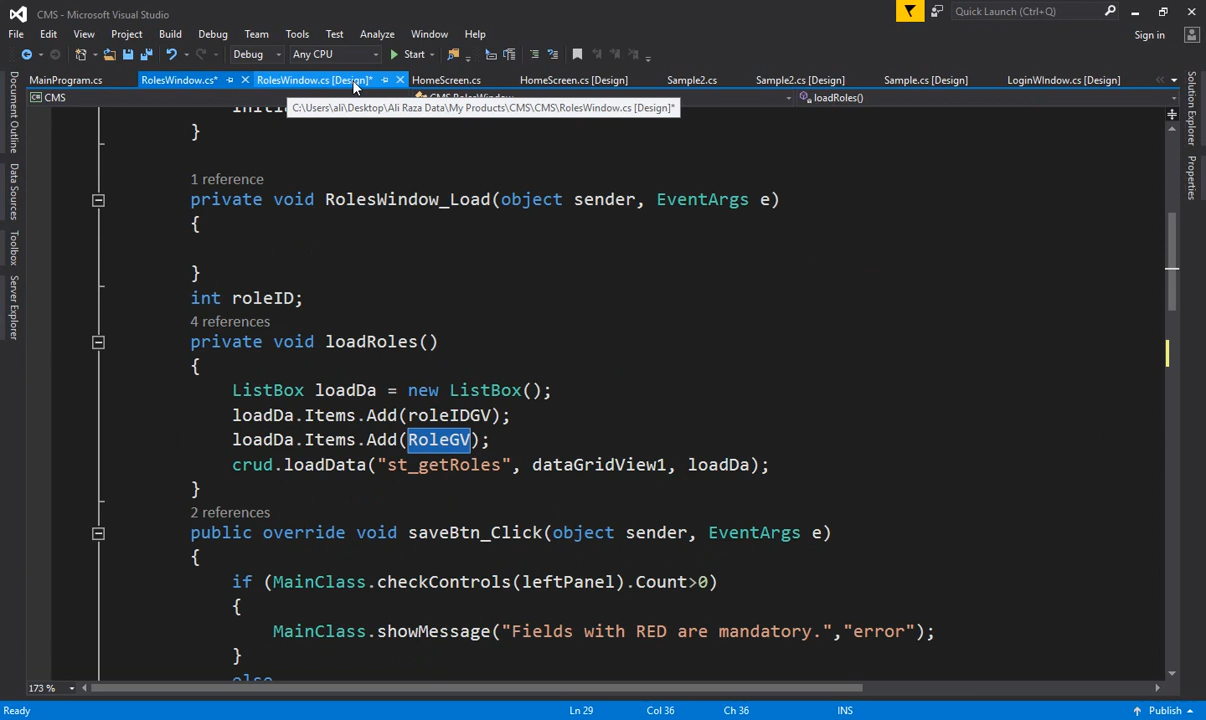 CMS - Microsoft Visual Studio
Quick Launch (Ctrl+Q)
File Edit View Project Build Debug Team Tools Test Analyze Window Help
Sign in
Debug Any CPU Start
MainProgram.cs RolesWindow.cs* RolesWindow.cs [Design]* HomeScreen.cs HomeScreen.cs [Design] Sample2.cs Sample2.cs [Design] Sample.cs [Design] LoginWIndow.cs [Design]
CMS CMS.RolesWindow loadRoles()
C:\Users\ali\Desktop\Ali Raza Data\My Products\CMS\CMS\RolesWindow.cs [Design]*
Document Outline
Data Sources
Toolbox
Server Explorer
Solution Explorer
Properties
}
1 reference
private void RolesWindow_Load(object sender, EventArgs e)
{
}
int roleID;
4 references
private void loadRoles()
{
ListBox loadDa = new ListBox();
loadDa.Items.Add(roleIDGV);
loadDa.Items.Add(RoleGV);
crud.loadData("st_getRoles", dataGridView1, loadDa);
}
2 references
public override void saveBtn_Click(object sender, EventArgs e)
{
if (MainClass.checkControls(leftPanel).Count>0)
{
MainClass.showMessage("Fields with RED are mandatory.","error");
}
else
173 %
Ready Ln 29 Col 36 Ch 36 INS Publish